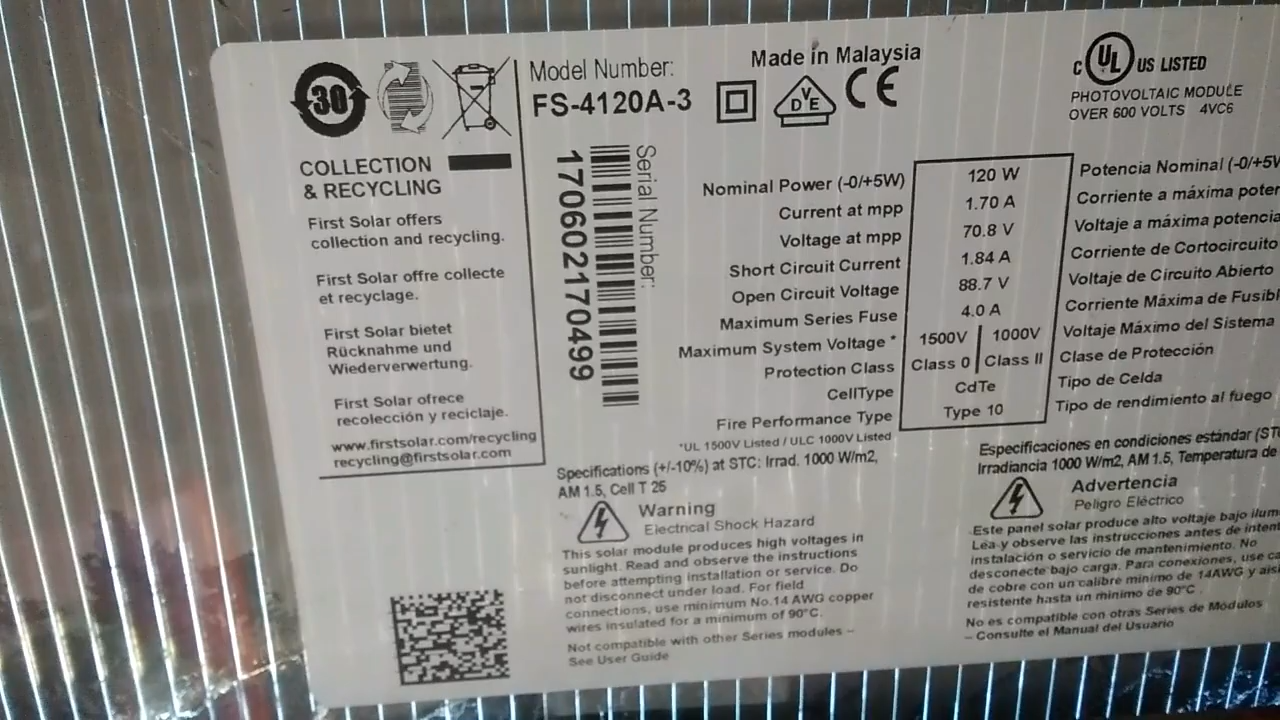 30
COLLECTION
& RECYCLING
First Solar offers
collection and recycling.
First Solar offre collecte
et recyclage.
First Solar bietet
Rücknahme und
Wiederverwertung.
First Solar ofrece
recolección y reciclaje.
www.firstsolar.com/recycling
recycling@firstsolar.com
Model Number:
FS-4120A-3
Serial Number:
170602170499
Made in Malaysia
DVE
CE
C UL US LISTED
PHOTOVOLTAIC MODULE
OVER 600 VOLTS 4VC6
Nominal Power (-0/+5W) 120 W Potencia Nominal (-0/+5W
Current at mpp 1.70 A Corriente a máxima poten
Voltage at mpp 70.8 V Voltaje a máxima potencia
Short Circuit Current 1.84 A Corriente de Cortocircuito
Open Circuit Voltage 88.7 V Voltaje de Circuito Abierto
Maximum Series Fuse 4.0 A Corriente Máxima de Fusibl
Maximum System Voltage * 1500V | 1000V Voltaje Máximo del Sistema
Protection Class Class 0 | Class II Clase de Protección
CellType CdTe Tipo de Celda
Fire Performance Type Type 10 Tipo de rendimiento al fuego
*UL 1500V Listed / ULC 1000V Listed
Specifications (+/-10%) at STC: Irrad. 1000 W/m2,
AM 1.5, Cell T 25
Warning
Electrical Shock Hazard
This solar module produces high voltages in
sunlight. Read and observe the instructions
before attempting installation or service. Do
not disconnect under load. For field
connections, use minimum No.14 AWG copper
wires insulated for a minimum of 90°C.
Not compatible with other Series modules –
See User Guide
Especificaciones en condiciones estándar (ST
Irradiancia 1000 W/m2, AM 1.5, Temperatura de
Advertencia
Peligro Eléctrico
Este panel solar produce alto voltaje bajo ilum
Lea y observe las instrucciones antes de inten
instalación o servicio de mantenimiento. No
desconecte bajo carga. Para conexiones, use ca
de cobre con un calibre mínimo de 14AWG y aisl
resistente hasta un mínimo de 90°C.
No es compatible con otras Series de Módulos
– Consulte el Manual del Usuario